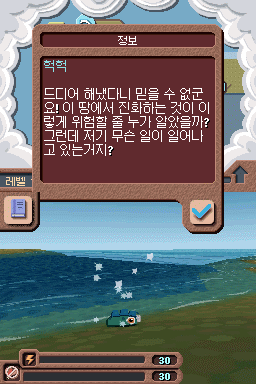 정보
헉헉
드디어 해냈다니 믿을 수 없군
요! 이 땅에서 진화하는 것이 이
렇게 위험할 줄 누가 알았을까?
그런데 저기 무슨 일이 일어나
고 있는거지?
레벨
30
30